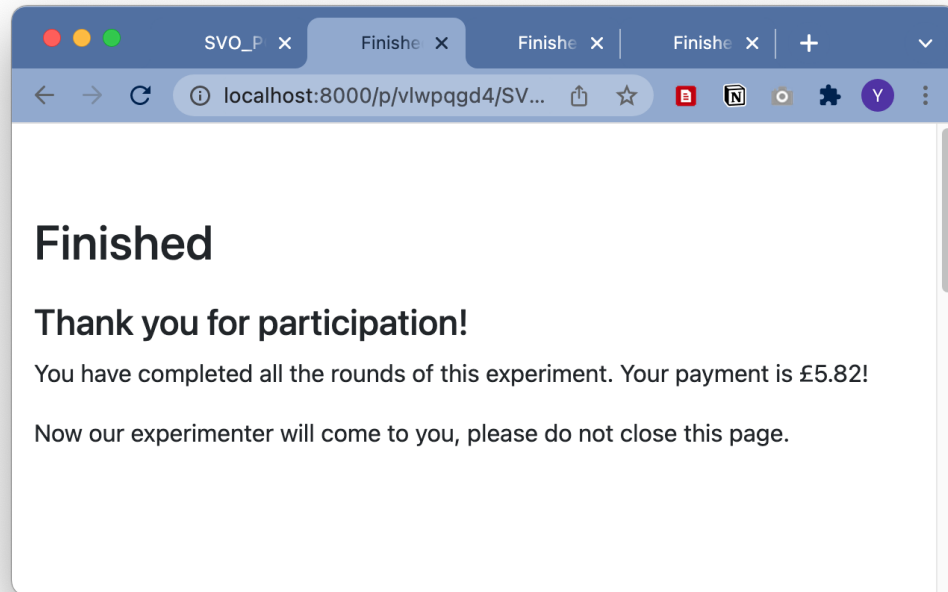 SVO_P
Finishe
Finishe
Finishe
localhost:8000/p/vlwpqgd4/SV...
Y
Finished
Thank you for participation!
You have completed all the rounds of this experiment. Your payment is £5.82!
Now our experimenter will come to you, please do not close this page.